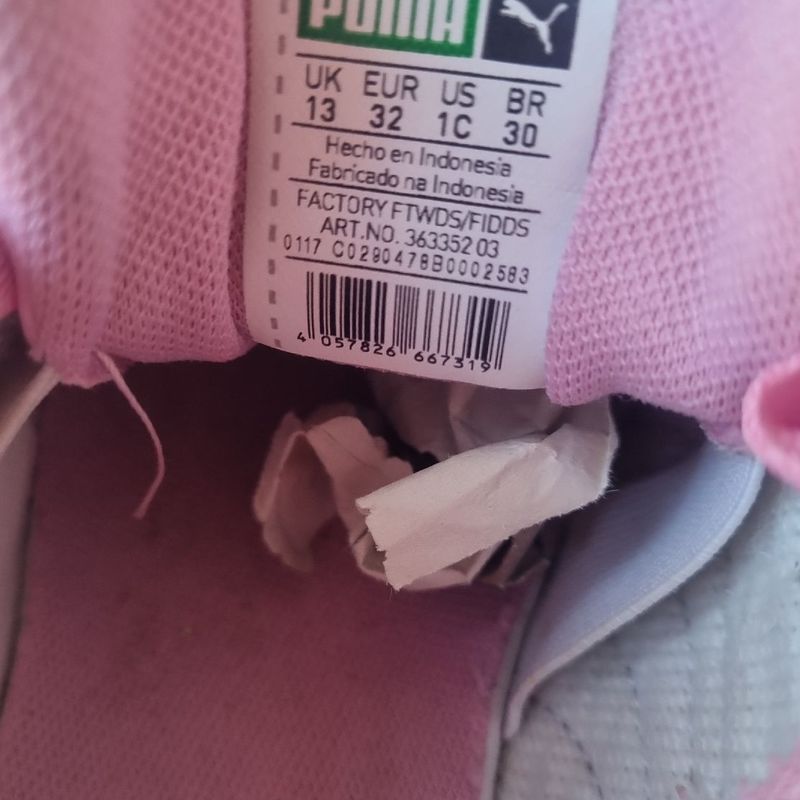 PUMA
UK EUR US BR
13 32 1C 30
Hecho en Indonesia
Fabricado na Indonesia
FACTORY FTWDS/FIDDS
ART.NO. 363352 03
0117 C0290478B0002583
4 057826 667319